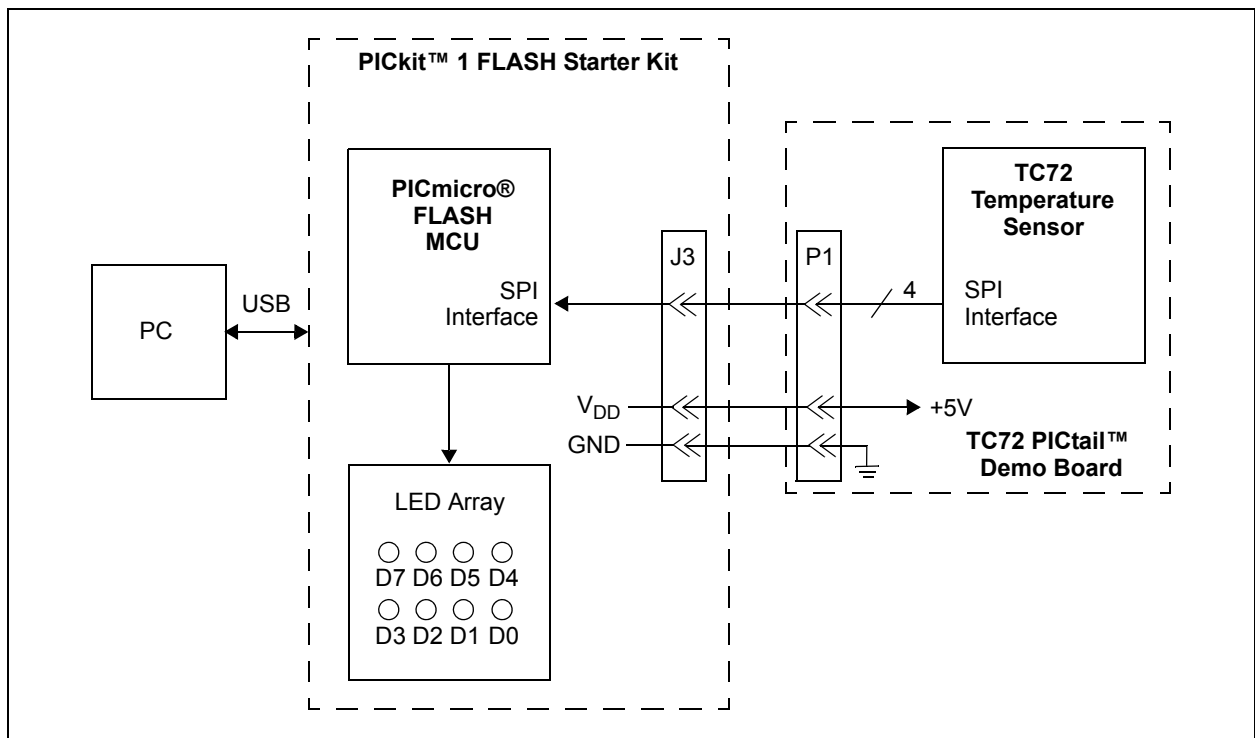 PICkit™ 1 FLASH Starter Kit
PICmicro®
FLASH
MCU
SPI
Interface
PC
USB
J3
P1
4
TC72
Temperature
Sensor
SPI
Interface
VDD
GND
+5V
TC72 PICtail™
Demo Board
LED Array
D7 D6 D5 D4
D3 D2 D1 D0